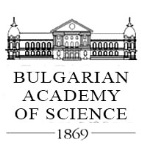 BULGARIAN
ACADEMY
OF SCIENCE
1869